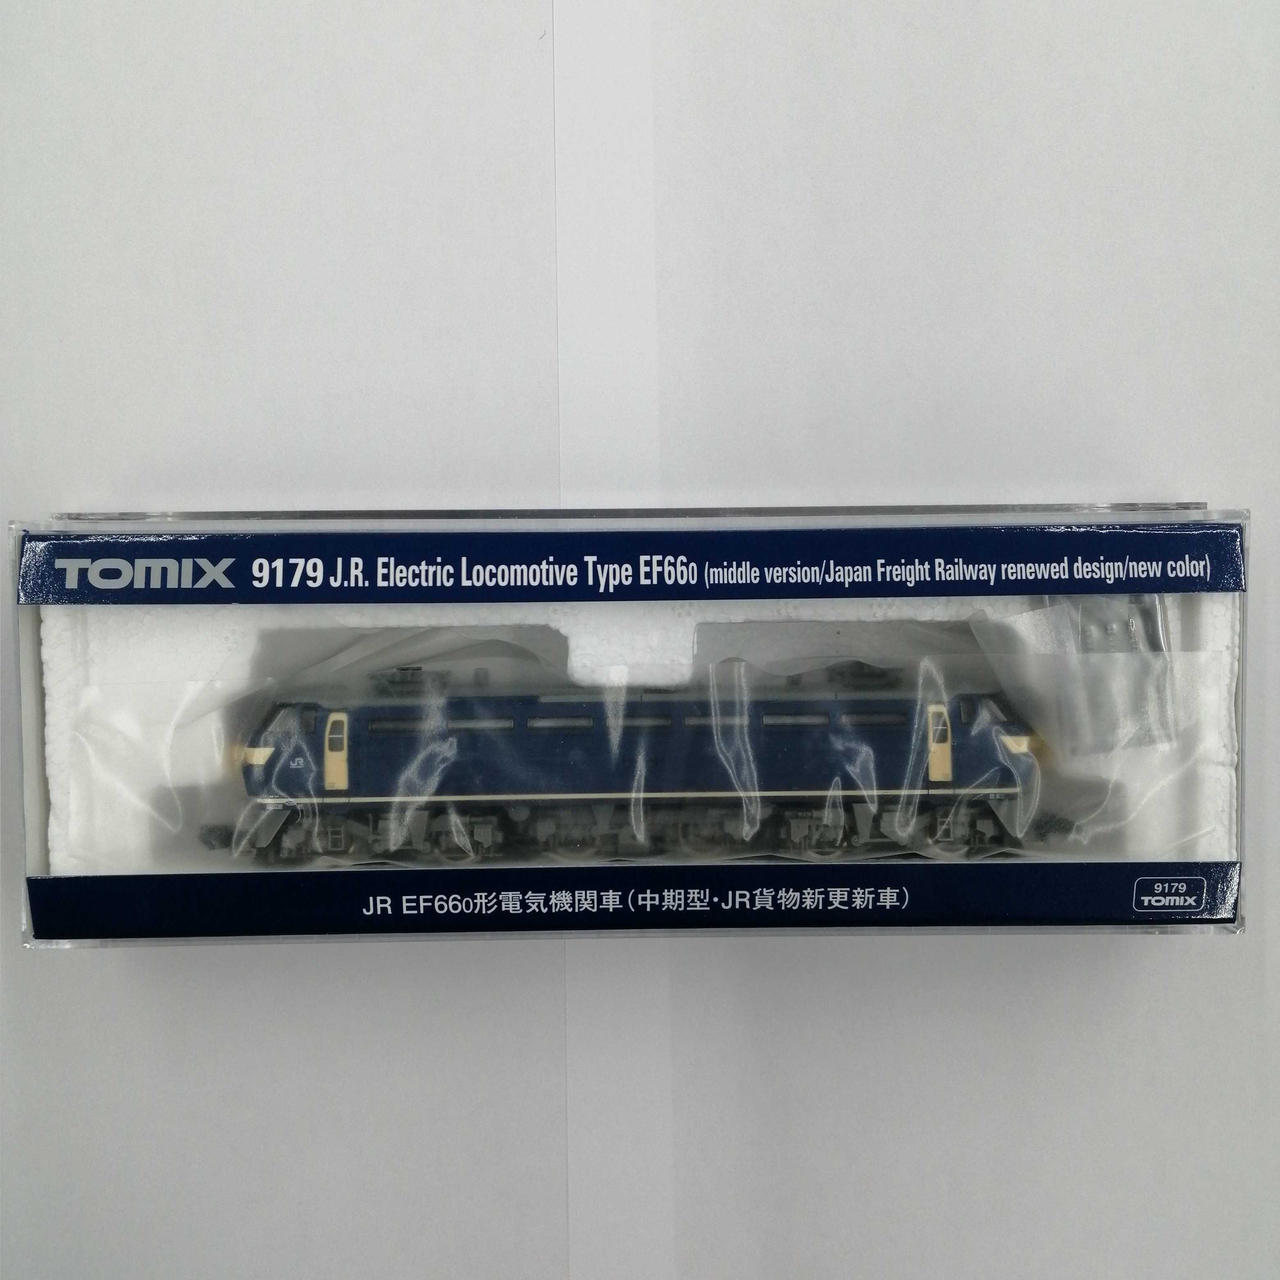 TOMIX 9179 J.R. Electric Locomotive Type EF660 (middle version/Japan Freight Railway renewed design/new color)
JR
JR EF660形電気機関車(中期型・JR貨物新更新車)
9179
TOMIX